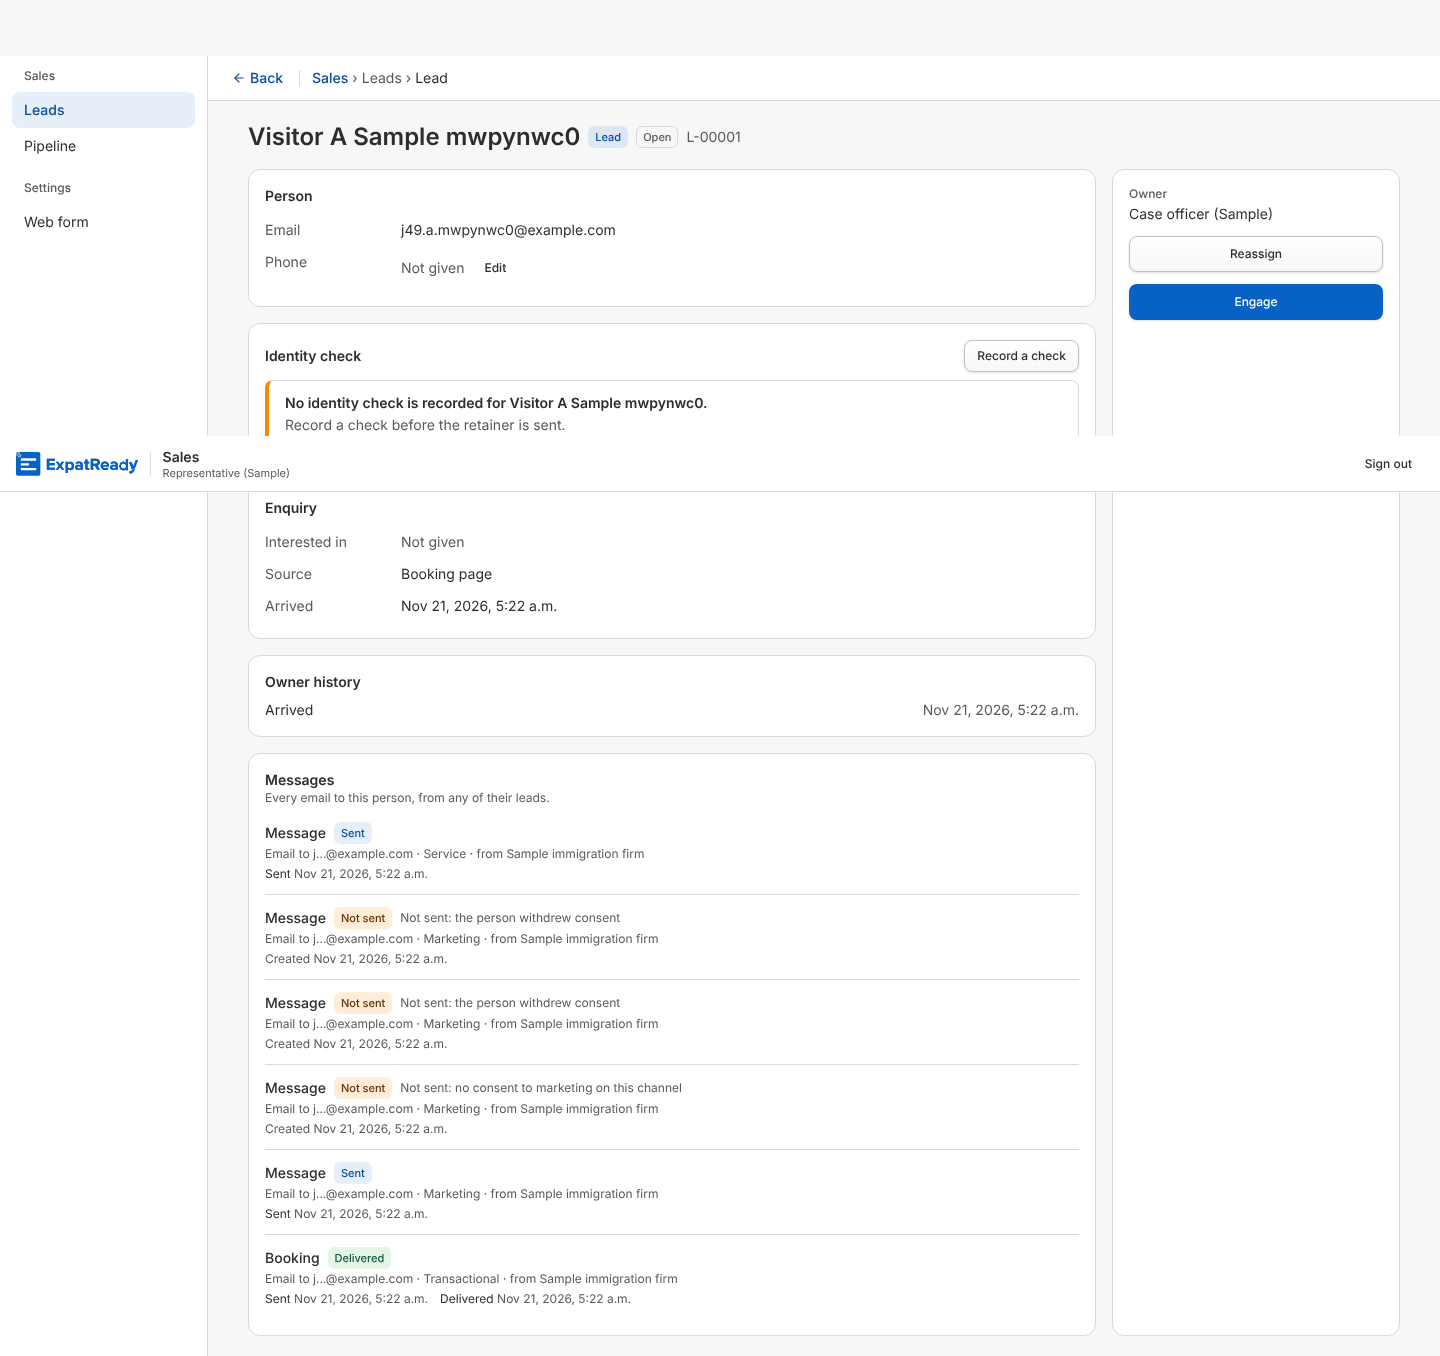 Sales
Leads
Pipeline
Settings
Web form
Back
Sales › Leads › Lead
Visitor A Sample mwpynwc0 Lead Open L-00001
Person
Email j49.a.mwpynwc0@example.com
Phone Not given Edit
Owner
Case officer (Sample)
Reassign
Engage
Identity check Record a check
No identity check is recorded for Visitor A Sample mwpynwc0.
Record a check before the retainer is sent.
ExpatReady
Sales
Representative (Sample)
Sign out
Enquiry
Interested in Not given
Source Booking page
Arrived Nov 21, 2026, 5:22 a.m.
Owner history
Arrived Nov 21, 2026, 5:22 a.m.
Messages
Every email to this person, from any of their leads.
Message Sent
Email to j…@example.com · Service · from Sample immigration firm
Sent Nov 21, 2026, 5:22 a.m.
Message Not sent Not sent: the person withdrew consent
Email to j…@example.com · Marketing · from Sample immigration firm
Created Nov 21, 2026, 5:22 a.m.
Message Not sent Not sent: the person withdrew consent
Email to j…@example.com · Marketing · from Sample immigration firm
Created Nov 21, 2026, 5:22 a.m.
Message Not sent Not sent: no consent to marketing on this channel
Email to j…@example.com · Marketing · from Sample immigration firm
Created Nov 21, 2026, 5:22 a.m.
Message Sent
Email to j…@example.com · Marketing · from Sample immigration firm
Sent Nov 21, 2026, 5:22 a.m.
Booking Delivered
Email to j…@example.com · Transactional · from Sample immigration firm
Sent Nov 21, 2026, 5:22 a.m. Delivered Nov 21, 2026, 5:22 a.m.